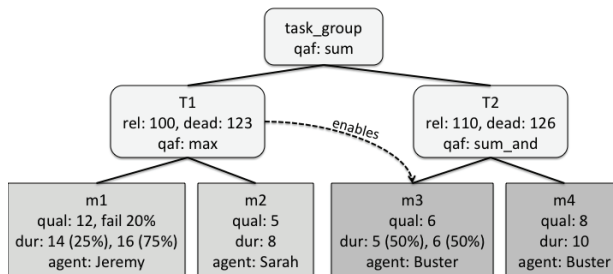 task_group
qaf: sum
T1
rel: 100, dead: 123
qaf: max
enables
T2
rel: 110, dead: 126
qaf: sum_and
m1
qual: 12, fail 20%
dur: 14 (25%), 16 (75%)
agent: Jeremy
m2
qual: 5
dur: 8
agent: Sarah
m3
qual: 6
dur: 5 (50%), 6 (50%)
agent: Buster
m4
qual: 8
dur: 10
agent: Buster